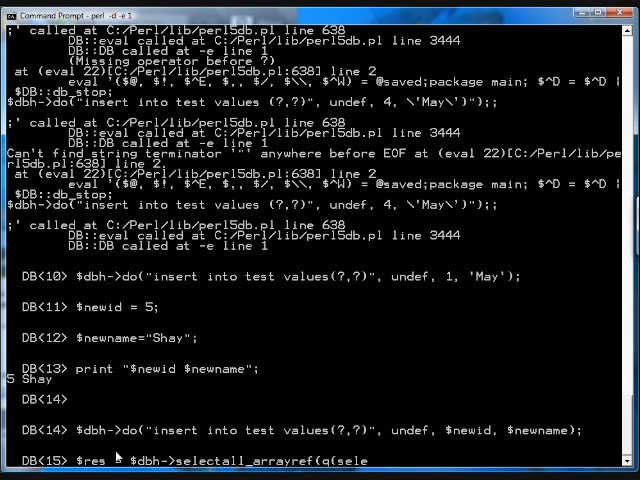 Command Prompt - perl -d -e 1
;' called at C:/Perl/lib/perl5db.pl line 638
DB::eval called at C:/Perl/lib/perl5db.pl line 3444
DB::DB called at -e line 1
(Missing operator before ?)
at (eval 22)[C:/Perl/lib/perl5db.pl:638] line 2
eval '($@, $!, $^E, $,, $/, $\\, $^W) = @saved;package main; $^D = $^D |
$DB::db_stop;
$dbh->do("insert into test values (?,?)", undef, 4, \'May\')");;
;' called at C:/Perl/lib/perl5db.pl line 638
DB::eval called at C:/Perl/lib/perl5db.pl line 3444
DB::DB called at -e line 1
Can't find string terminator '"' anywhere before EOF at (eval 22)[C:/Perl/lib/pe
rl5db.pl:638] line 2.
at (eval 22)[C:/Perl/lib/perl5db.pl:638] line 2
eval '($@, $!, $^E, $,, $/, $\\, $^W) = @saved;package main; $^D = $^D |
$DB::db_stop;
$dbh->do("insert into test values (?,?)", undef, 4, \'May\')");;
;' called at C:/Perl/lib/perl5db.pl line 638
DB::eval called at C:/Perl/lib/perl5db.pl line 3444
DB::DB called at -e line 1
DB<10> $dbh->do("insert into test values(?,?)", undef, 1, 'May');
DB<11> $newid = 5;
DB<12> $newname="Shay";
DB<13> print "$newid $newname";
5 Shay
DB<14>
DB<14> $dbh->do("insert into test values(?,?)", undef, $newid, $newname);
DB<15> $res = $dbh->selectall_arrayref(q(sele